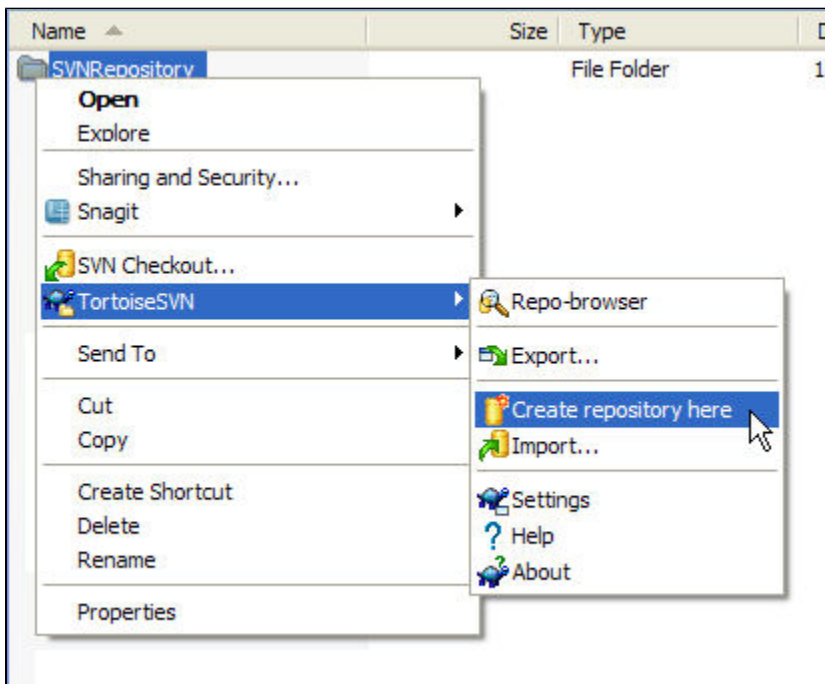 Name Size Type D
SVNRepository File Folder 1
Open
Explore
Sharing and Security...
Snagit
SVN Checkout...
TortoiseSVN
Send To
Cut
Copy
Create Shortcut
Delete
Rename
Properties
Repo-browser
Export...
Create repository here
Import...
Settings
Help
About